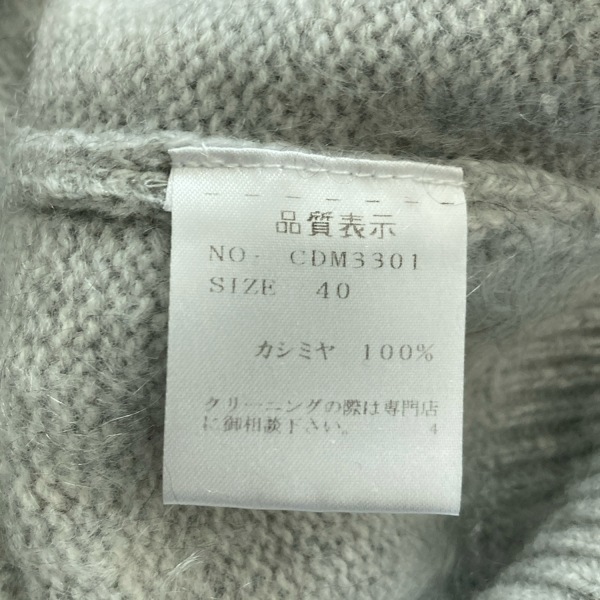 品質表示
NO- CDM3301
SIZE 40
カシミヤ 100%
クリーニングの際は専門店
に御相談下さい。 4